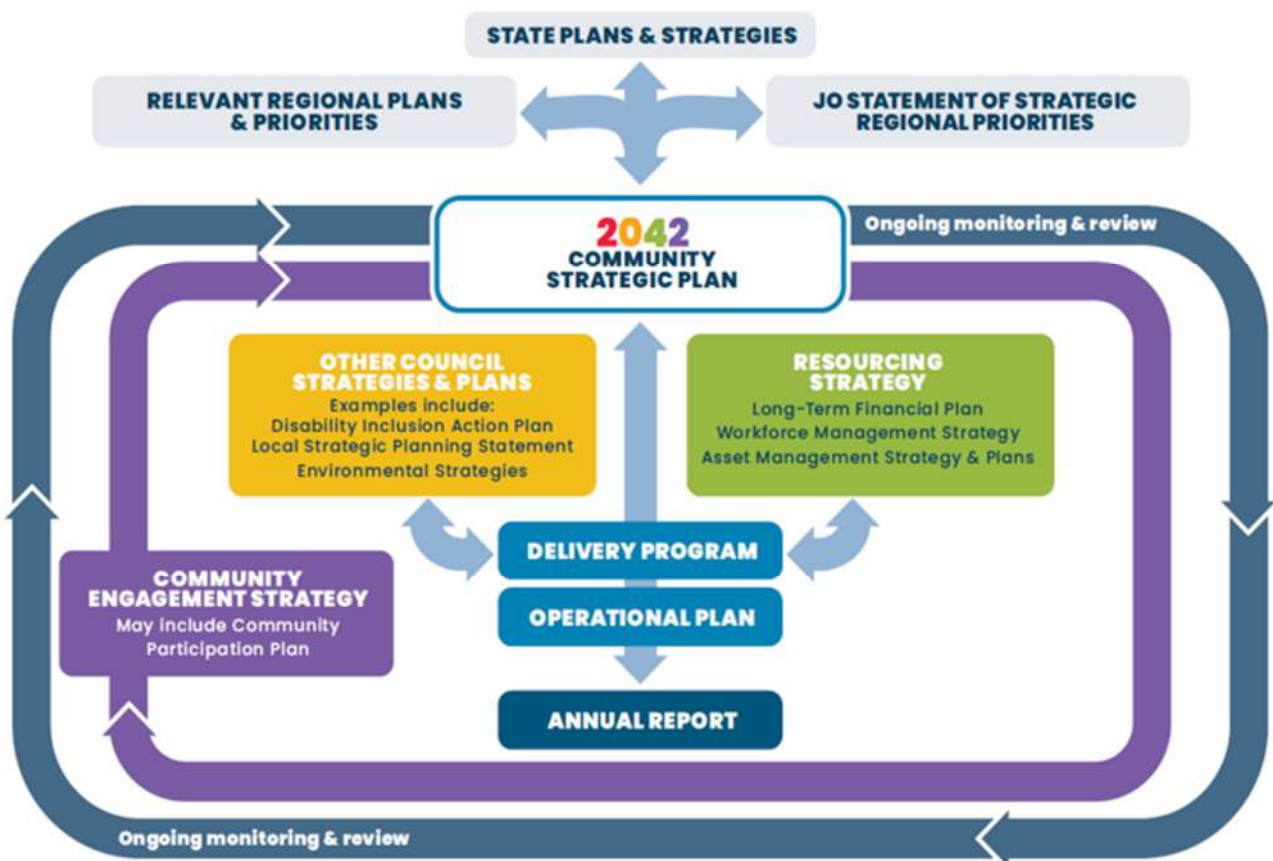 STATE PLANS & STRATEGIES
RELEVANT REGIONAL PLANS
& PRIORITIES
JO STATEMENT OF STRATEGIC
REGIONAL PRIORITIES
2042
COMMUNITY
STRATEGIC PLAN
Ongoing monitoring & review
OTHER COUNCIL
STRATEGIES & PLANS
Examples include:
Disability Inclusion Action Plan
Local Strategic Planning Statement
Environmental Strategies
RESOURCING
STRATEGY
Long-Term Financial Plan
Workforce Management Strategy
Asset Management Strategy & Plans
DELIVERY PROGRAM
COMMUNITY
ENGAGEMENT STRATEGY
May include Community
Participation Plan
OPERATIONAL PLAN
ANNUAL REPORT
Ongoing monitoring & review